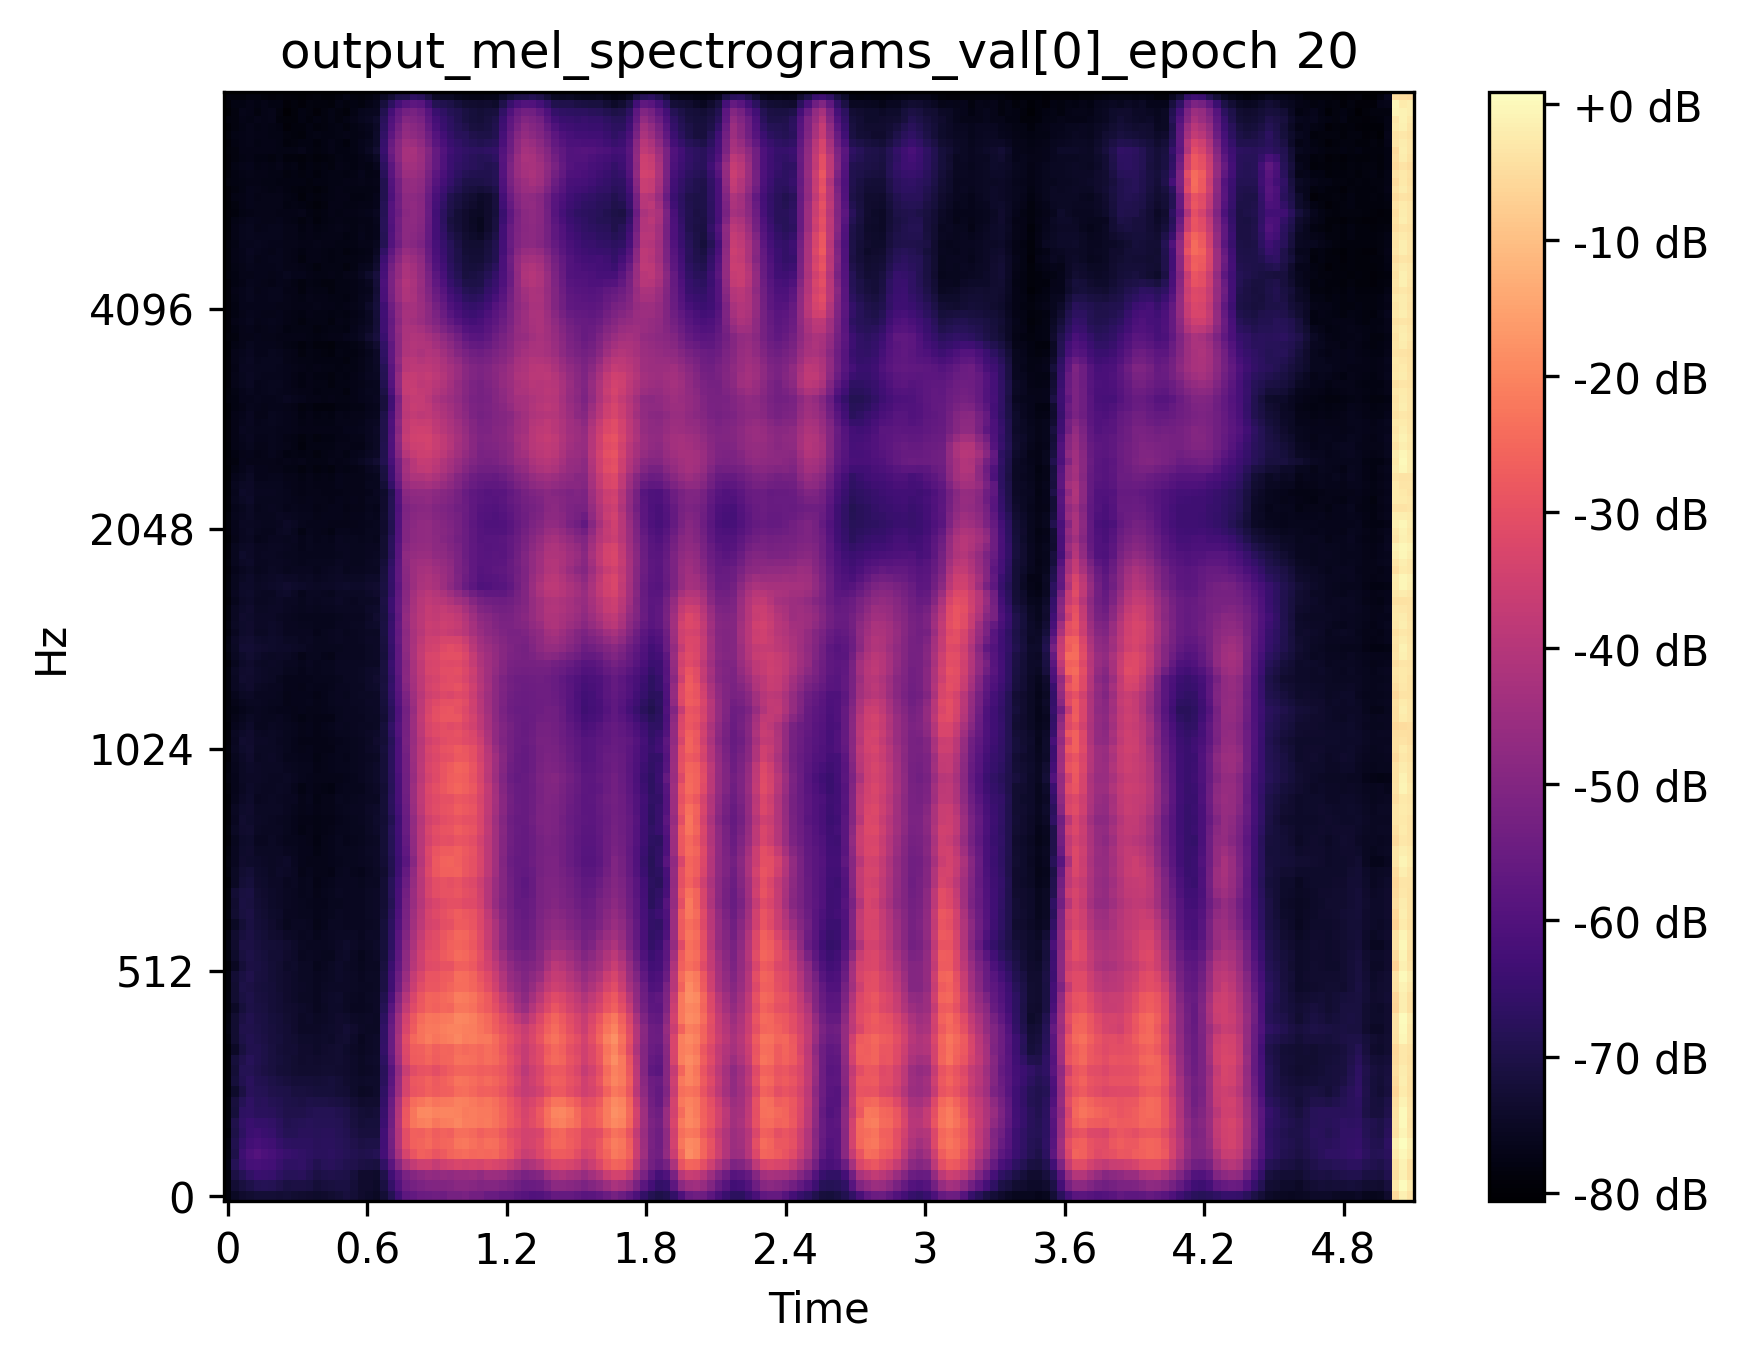 output_mel_spectrograms_val[0]_epoch 20
+0 dB
-10 dB
-20 dB
-30 dB
-40 dB
-50 dB
-60 dB
-70 dB
-80 dB
4096
2048
1024
512
0
Hz
0 0.6 1.2 1.8 2.4 3 3.6 4.2 4.8
Time